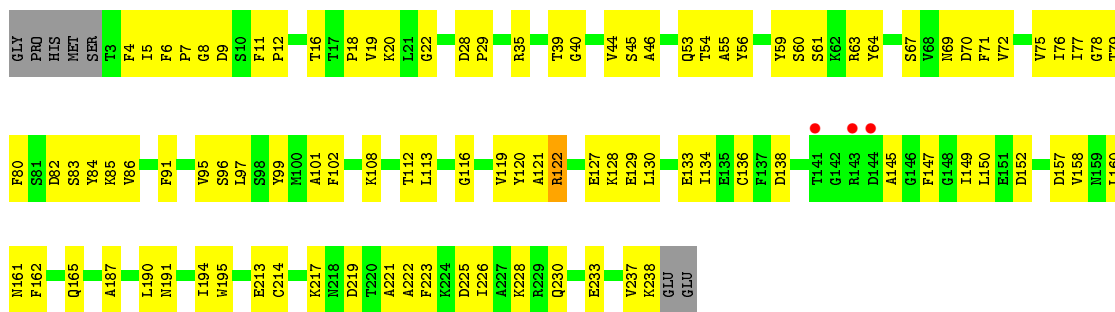 GLY PRO HIS MET SER T3 F4 I5 F6 P7 G8 D9 S10 F11 P12 T16 T17 P18 V19 K20 L21 G22 D28 P29 R35 T39 G40 V44 S45 A46 Q53 T54 A55 Y56 Y59 S60 S61 K62 R63 Y64 S67 V68 N69 D70 F71 V72 V75 I76 I77 G78 T79
F80 S81 D82 S83 Y84 K85 V86 F91 V95 S96 L97 S98 Y99 M100 A101 F102 K108 T112 L113 G116 V119 Y120 A121 R122 E127 K128 E129 L130 E133 I134 E135 C136 F137 D138 T141 G142 R143 D144 A145 G146 F147 G148 I149 L150 E151 D152 D157 V158 N159 L160
N161 F162 Q165 A187 L190 N191 I194 W195 E213 C214 K217 N218 D219 T220 A221 A222 F223 K224 D225 I226 A227 K228 R229 Q230 E233 V237 K238 GLU GLU